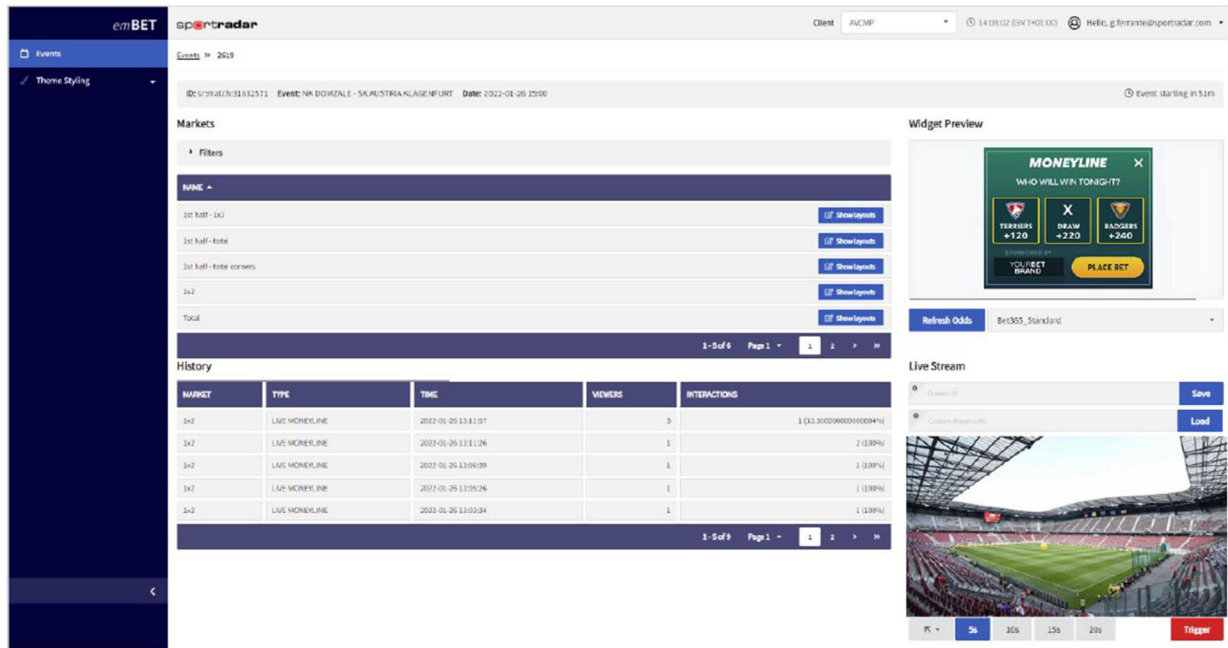 emBET
sportradar
Client AVCMP 14:08:02 (GMT+01:00) Hello, g.ferrante@sportradar.com
Events
Theme Styling
Events » 2619
ID: sr:match:31632571 Event: NK DOMZALE - SK AUSTRIA KLAGENFURT Date: 2022-01-26 15:00 Event starting in 51m
Markets
Filters
NAME
1st half - 1x2 Show layouts
1st half - total Show layouts
1st half - total corners Show layouts
1x2 Show layouts
Total Show layouts
1-5 of 6 Page 1 1 2
Widget Preview
MONEYLINE X
WHO WILL WIN TONIGHT?
X
TERRIERS DRAW BADGERS
+120 +220 +240
SPONSORED BY
YOURBET
BRAND
PLACE BET
Refresh Odds Bet365_Standard
History
MARKET TYPE TIME VIEWERS INTERACTIONS
1x2 LIVE MONEYLINE 2022-01-26 13:11:57
1x2 LIVE MONEYLINE 2022-01-26 13:11:26 1 2 (100%)
1x2 LIVE MONEYLINE 2022-01-26 13:06:39 1 1 (100%)
1x2 LIVE MONEYLINE 2022-01-26 13:05:26 1 1 (100%)
1x2 LIVE MONEYLINE 2022-01-26 13:03:34 1 1 (100%)
1-5 of 9 Page 1 1 2
Live Stream
Save
Custom stream URL Load
5s 10s 15s 20s Trigger